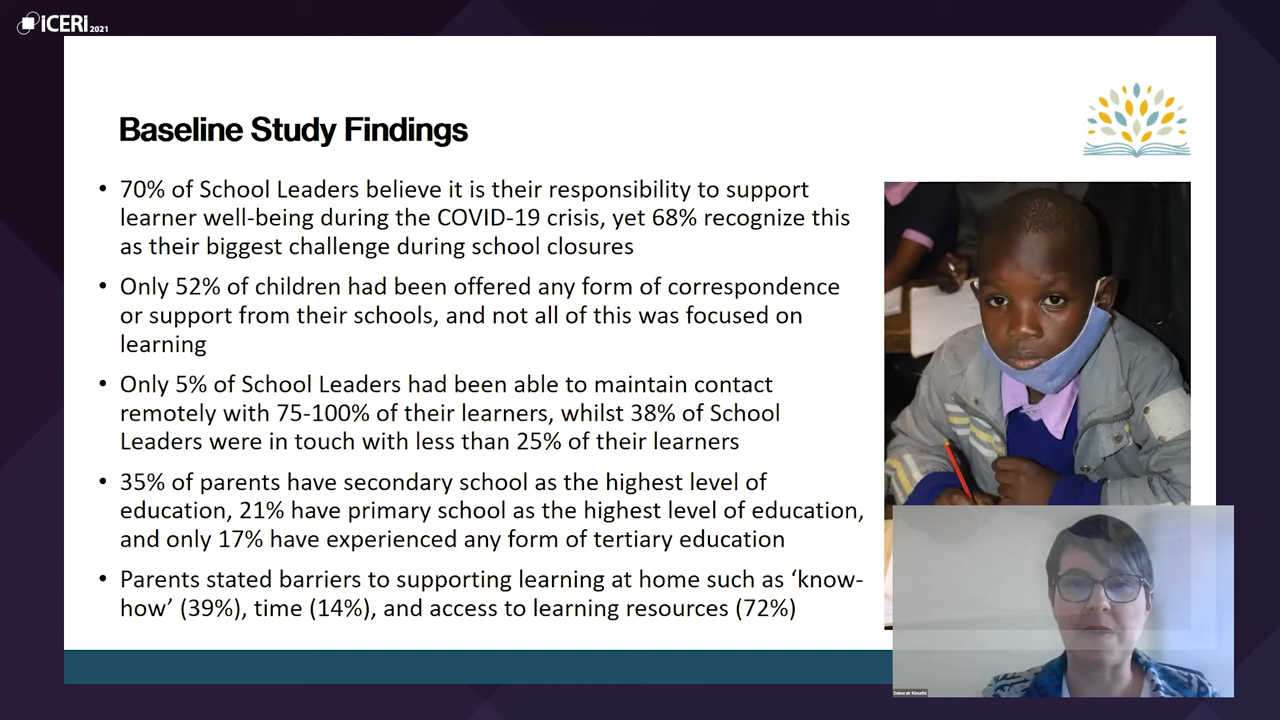 iCERi 2021
Baseline Study Findings
• 70% of School Leaders believe it is their responsibility to support
learner well-being during the COVID-19 crisis, yet 68% recognize this
as their biggest challenge during school closures
• Only 52% of children had been offered any form of correspondence
or support from their schools, and not all of this was focused on
learning
• Only 5% of School Leaders had been able to maintain contact
remotely with 75-100% of their learners, whilst 38% of School
Leaders were in touch with less than 25% of their learners
• 35% of parents have secondary school as the highest level of
education, 21% have primary school as the highest level of education,
and only 17% have experienced any form of tertiary education
• Parents stated barriers to supporting learning at home such as ‘know-
how’ (39%), time (14%), and access to learning resources (72%)
Deborah Kimathi